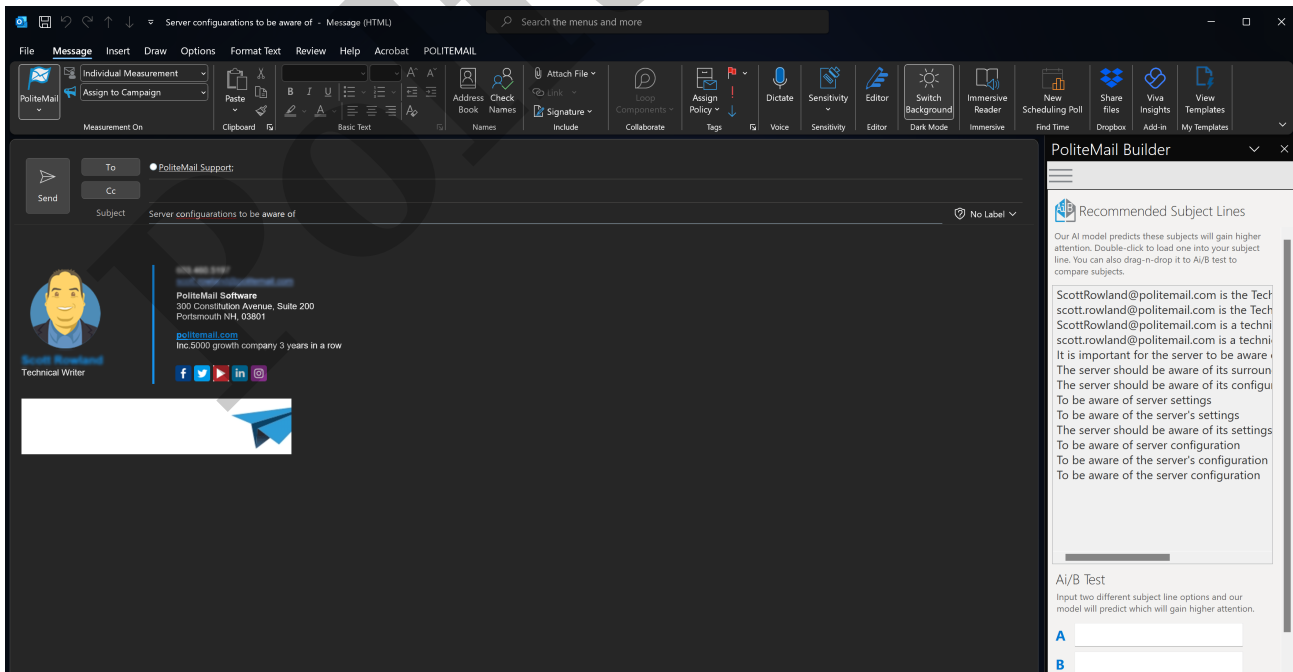 Server configuarations to be aware of - Message (HTML)
Search the menus and more
File Message Insert Draw Options Format Text Review Help Acrobat POLITEMAIL
PoliteMail
Individual Measurement
Assign to Campaign
Measurement On
Paste
Clipboard
B I U
A A
Basic Text
Address Book
Check Names
Names
Attach File
Link
Signature
Include
Loop Components
Collaborate
Assign Policy
Tags
Dictate
Voice
Sensitivity
Sensitivity
Editor
Editor
Switch Background
Dark Mode
Immersive Reader
Immersive
New Scheduling Poll
Find Time
Share files
Dropbox
Viva Insights
Add-in
View Templates
My Templates
Send
To
PoliteMail Support;
Cc
Subject
Server configuarations to be aware of
No Label
PoliteMail Software
300 Constitution Avenue, Suite 200
Portsmouth NH, 03801
politemail.com
Inc.5000 growth company 3 years in a row
Technical Writer
PoliteMail Builder
Recommended Subject Lines
Our AI model predicts these subjects will gain higher
attention. Double-click to load one into your subject
line. You can also drag-n-drop it to Ai/B test to
compare subjects.
ScottRowland@politemail.com is the Tech
scott.rowland@politemail.com is the Tech
ScottRowland@politemail.com is a techni
scott.rowland@politemail.com is a techni
It is important for the server to be aware
The server should be aware of its surroun
The server should be aware of its configu
To be aware of server settings
To be aware of the server's settings
The server should be aware of its settings
To be aware of server configuration
To be aware of the server's configuration
To be aware of the server configuration
Ai/B Test
Input two different subject line options and our
model will predict which will gain higher attention.
A
B